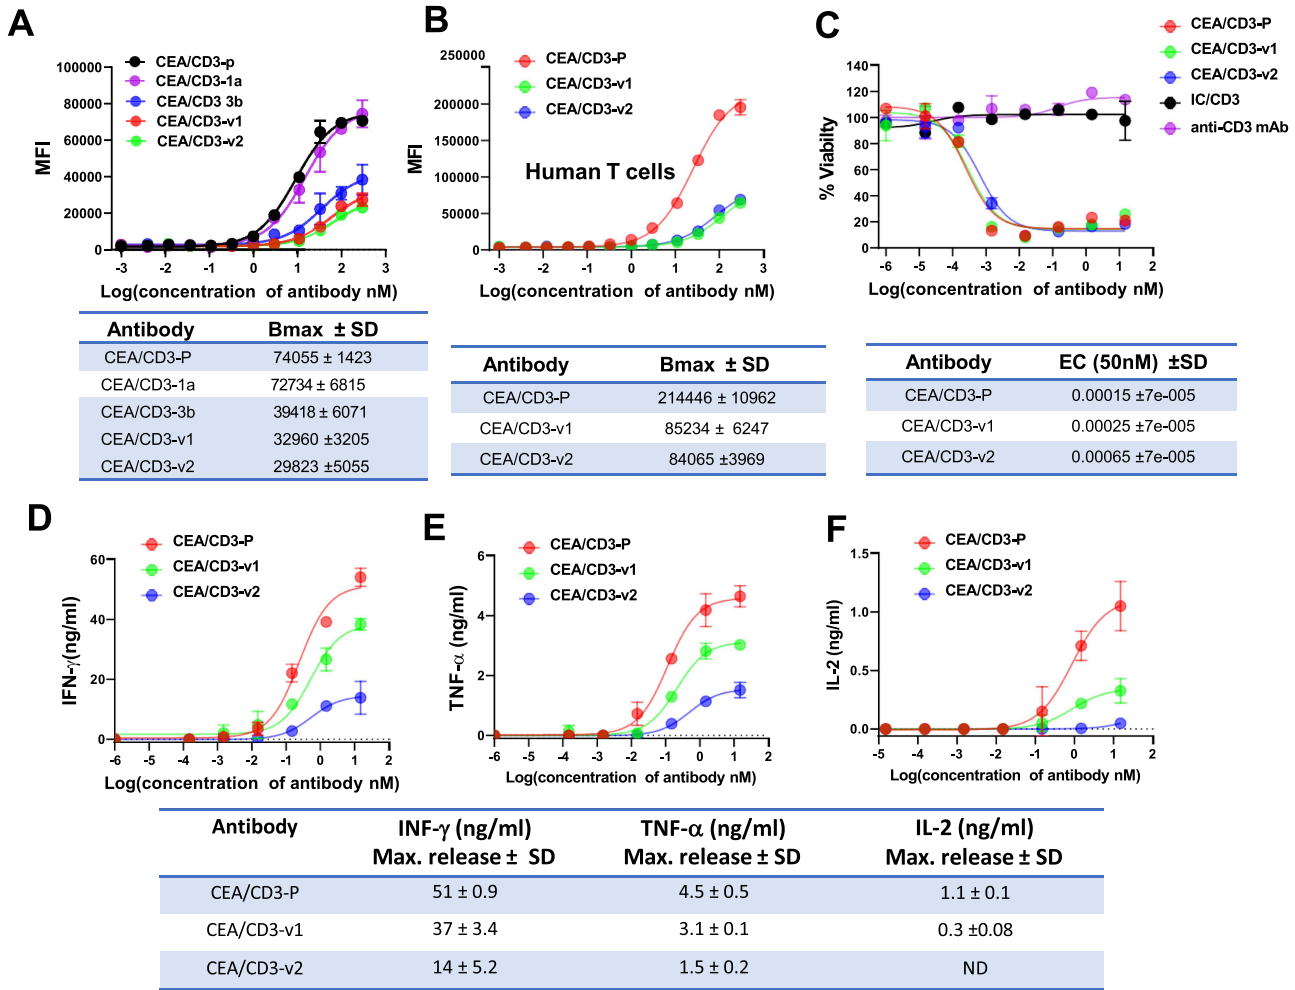 A
CEA/CD3-p
CEA/CD3-1a
CEA/CD3 3b
CEA/CD3-v1
CEA/CD3-v2
MFI
100000
80000
60000
40000
20000
0
-3 -2 -1 0 1 2 3
Log(concentration of antibody nM)
Antibody Bmax ± SD
CEA/CD3-P 74055 ± 1423
CEA/CD3-1a 72734 ± 6815
CEA/CD3-3b 39418 ± 6071
CEA/CD3-v1 32960 ±3205
CEA/CD3-v2 29823 ±5055
B
CEA/CD3-P
CEA/CD3-v1
CEA/CD3-v2
Human T cells
MFI
250000
200000
150000
100000
50000
0
-3 -2 -1 0 1 2 3
Log(concentration of antibody nM)
Antibody Bmax ± SD
CEA/CD3-P 214446 ± 10962
CEA/CD3-v1 85234 ± 6247
CEA/CD3-v2 84065 ±3969
C
CEA/CD3-P
CEA/CD3-v1
CEA/CD3-v2
IC/CD3
anti-CD3 mAb
% Viabilty
140
120
100
80
60
40
20
0
-6 -5 -4 -3 -2 -1 0 1 2
Log(concentration of antibody nM)
Antibody EC (50nM) ±SD
CEA/CD3-P 0.00015 ±7e-005
CEA/CD3-v1 0.00025 ±7e-005
CEA/CD3-v2 0.00065 ±7e-005
D
CEA/CD3-P
CEA/CD3-v1
CEA/CD3-v2
IFN-γ(ng/ml)
60
40
20
0
-6 -5 -4 -3 -2 -1 0 1 2
Log(concentration of antibody nM)
E
CEA/CD3-P
CEA/CD3-v1
CEA/CD3-v2
TNF-α (ng/ml)
6
4
2
0
-6 -5 -4 -3 -2 -1 0 1 2
Log(concentration of antibody nM)
F
CEA/CD3-P
CEA/CD3-v1
CEA/CD3-v2
IL-2 (ng/ml)
1.5
1.0
0.5
0.0
-5 -4 -3 -2 -1 0 1 2
Log(concentration of antibody nM)
Antibody INF-γ (ng/ml) TNF-α (ng/ml) IL-2 (ng/ml)
Max. release ± SD Max. release ± SD Max. release ± SD
CEA/CD3-P 51 ± 0.9 4.5 ± 0.5 1.1 ± 0.1
CEA/CD3-v1 37 ± 3.4 3.1 ± 0.1 0.3 ±0.08
CEA/CD3-v2 14 ± 5.2 1.5 ± 0.2 ND